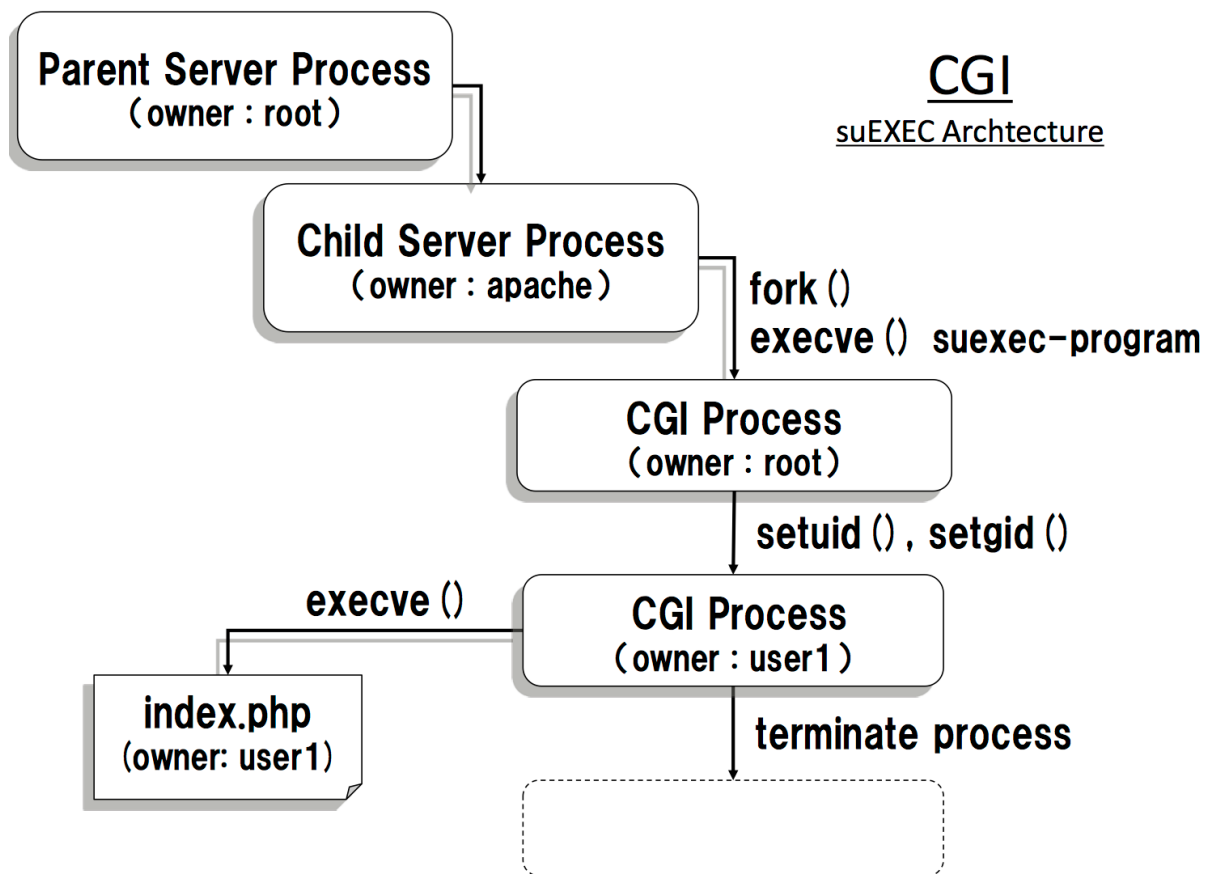 CGI
suEXEC Archtecture
Parent Server Process
(owner : root)
Child Server Process
(owner : apache)
fork ()
execve () suexec-program
CGI Process
(owner : root)
setuid () , setgid ()
execve ()
CGI Process
(owner : user1)
index.php
(owner: user1)
terminate process